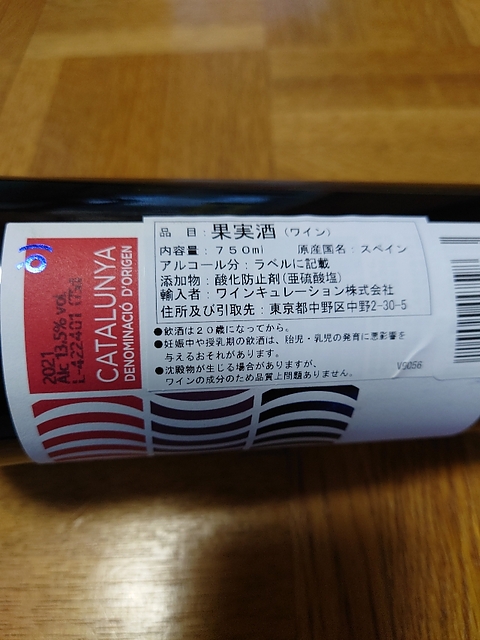 CATALUNYA
DENOMINACIÓ D'ORIGEN
2021
Alc 13,5% vol.
L-422401
品 目：果実酒（ワイン）
内容量：７５０ｍｌ 原産国名：スペイン
アルコール分：ラベルに記載
添加物：酸化防止剤（亜硫酸塩）
輸入者：ワインキュレーション株式会社
住所及び引取先：東京都中野区中野2-30-5
●飲酒は２０歳になってから。
●妊娠中や授乳期の飲酒は、胎児・乳児の発育に悪影響を
与えるおそれがあります。
●沈殿物が生じる場合がありますが、
ワインの成分のため品質上問題ありません。
V9056